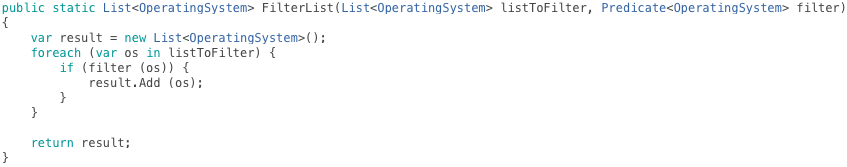 public static List<OperatingSystem> FilterList(List<OperatingSystem> listToFilter, Predicate<OperatingSystem> filter)
{
    var result = new List<OperatingSystem>();
    foreach (var os in listToFilter) {
        if (filter (os)) {
            result.Add (os);
        }
    }

    return result;
}